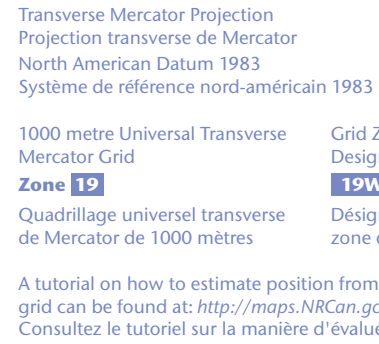 Transverse Mercator Projection
Projection transverse de Mercator
North American Datum 1983
Système de référence nord-américain 1983
1000 metre Universal Transverse
Mercator Grid
Zone 19
Quadrillage universel transverse
de Mercator de 1000 mètres
Grid
19W
A tutorial on how to estimate position from
grid can be found at: http://maps.NRCan.gc
Consultez le tutoriel sur la manière d'évalue